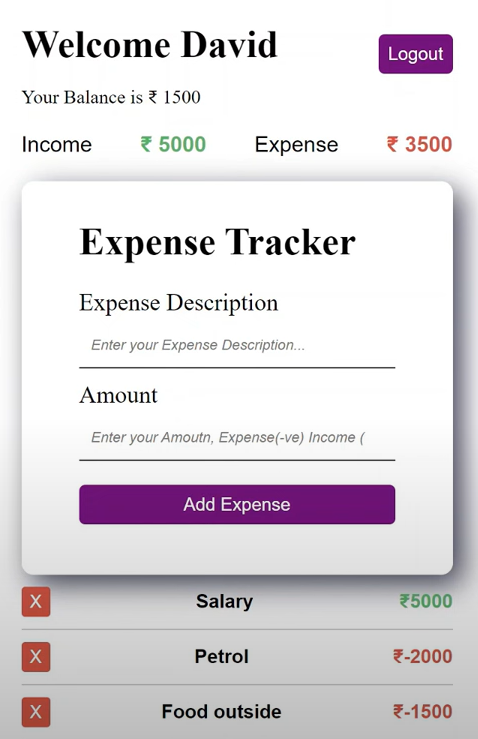 Welcome David
Logout
Your Balance is ₹ 1500
Income ₹ 5000 Expense ₹ 3500
Expense Tracker
Expense Description
Enter your Expense Description...
Amount
Enter your Amoutn, Expense(-ve) Income (
Add Expense
X Salary ₹5000
X Petrol ₹-2000
X Food outside ₹-1500